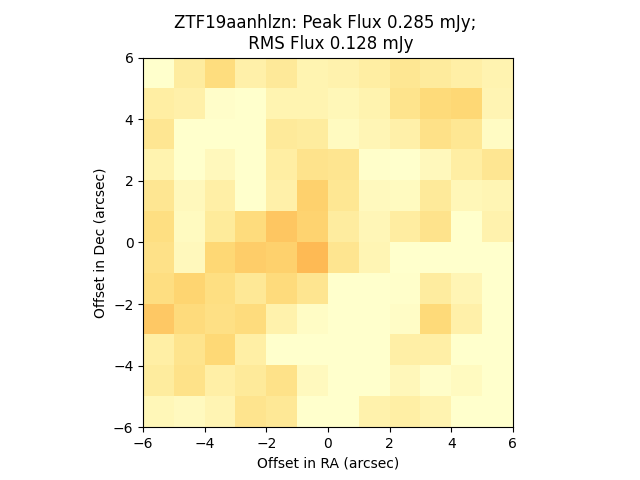 ZTF19aanhlzn: Peak Flux 0.285 mJy;
RMS Flux 0.128 mJy
6
4
2
0
−2
−4
−6
Offset in Dec (arcsec)
−6 −4 −2 0 2 4 6
Offset in RA (arcsec)